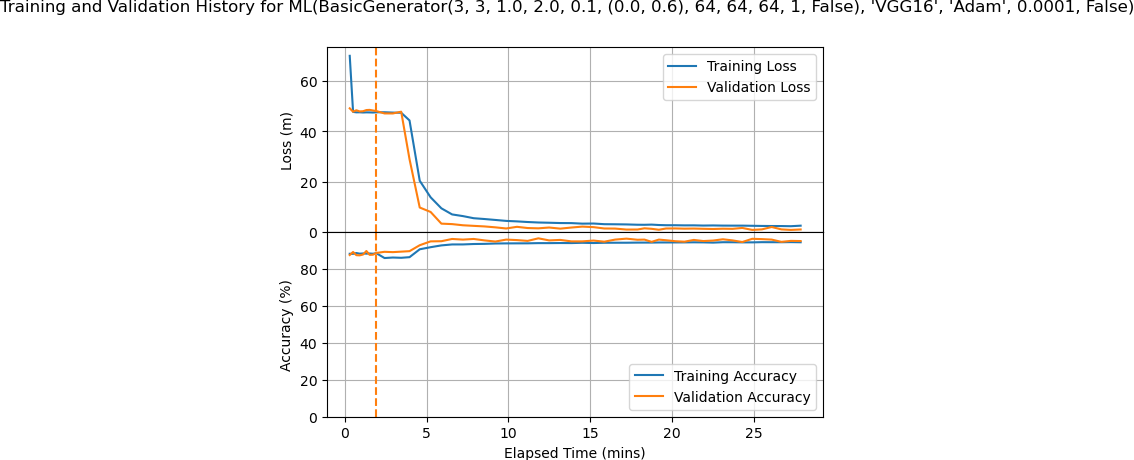 Training and Validation History for ML(BasicGenerator(3, 3, 1.0, 2.0, 0.1, (0.0, 0.6), 64, 64, 64, 1, False), 'VGG16', 'Adam', 0.0001, False)
Training Loss
Validation Loss
Loss (m)
60
40
20
0
Accuracy (%)
80
60
40
20
0
Training Accuracy
Validation Accuracy
0 5 10 15 20 25
Elapsed Time (mins)